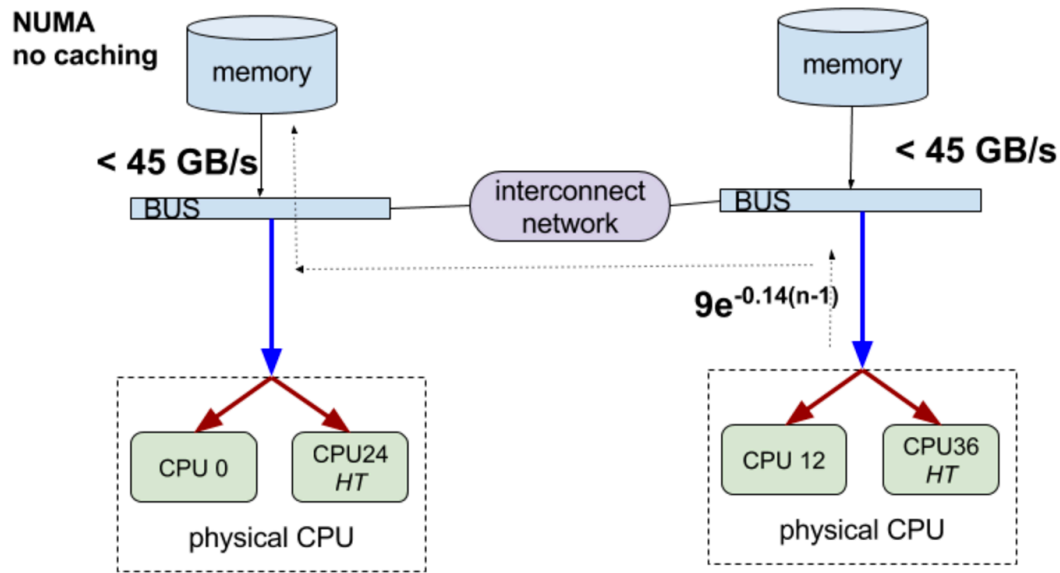 NUMA
no caching
memory
memory
< 45 GB/s
< 45 GB/s
BUS
interconnect
network
BUS
9e^-0.14(n-1)
CPU 0
CPU24
HT
CPU 12
CPU36
HT
physical CPU
physical CPU